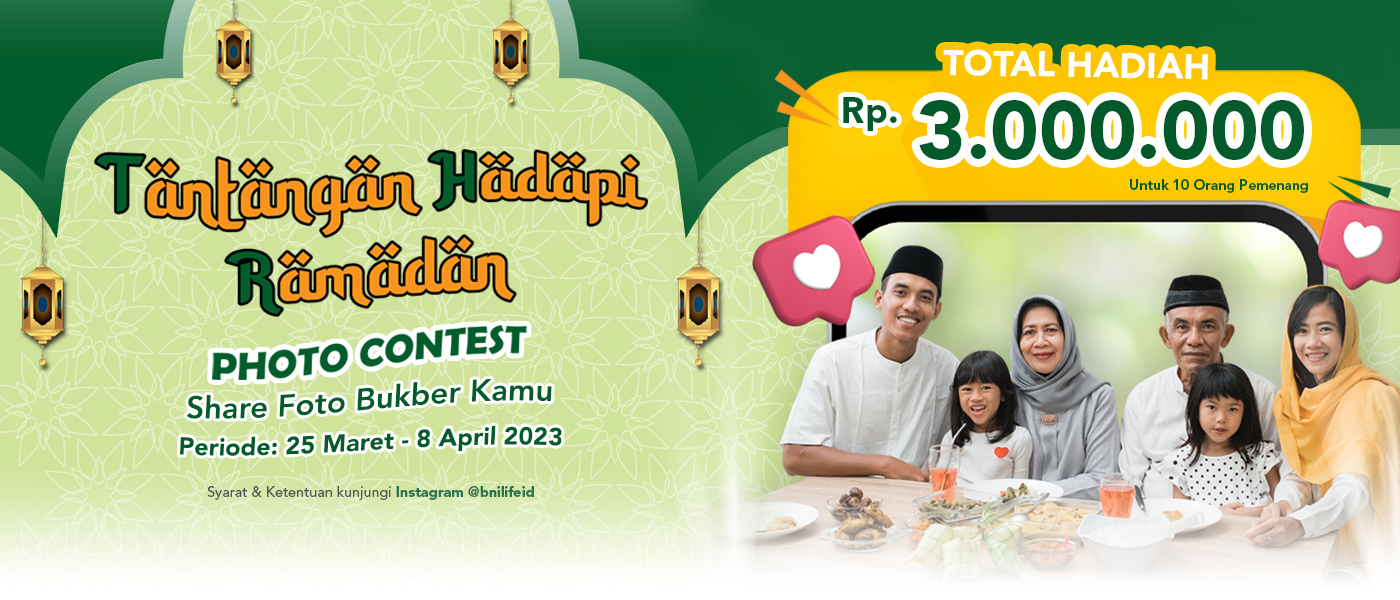 Tantangan Hadapi
Ramadan
PHOTO CONTEST
Share Foto Bukber Kamu
Periode: 25 Maret - 8 April 2023
Syarat & Ketentuan kunjungi Instagram @bnilifeid
TOTAL HADIAH
Rp. 3.000.000
Untuk 10 Orang Pemenang